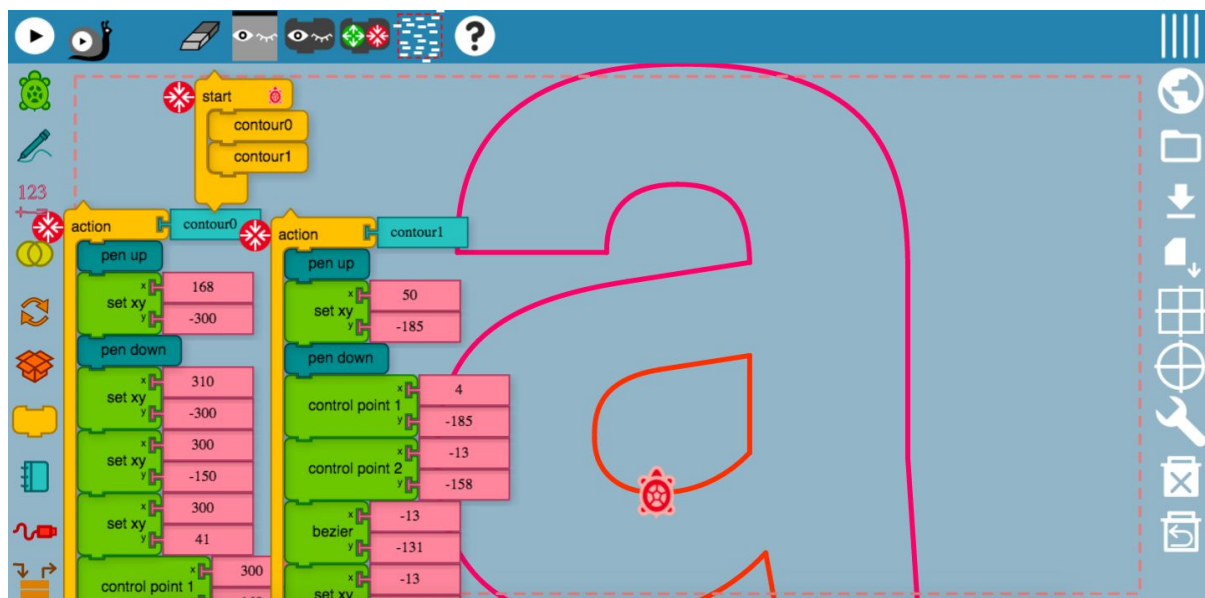 ?
start
contour0
contour1
123
action contour0
pen up
set xy x 168
y -300
pen down
set xy x 310
y -300
set xy x 300
y -150
set xy x 300
y 41
control point 1 x 300
action contour1
pen up
set xy x 50
y -185
pen down
control point 1 x 4
y -185
control point 2 x -13
y -158
bezier x -13
y -131
set xy x -13